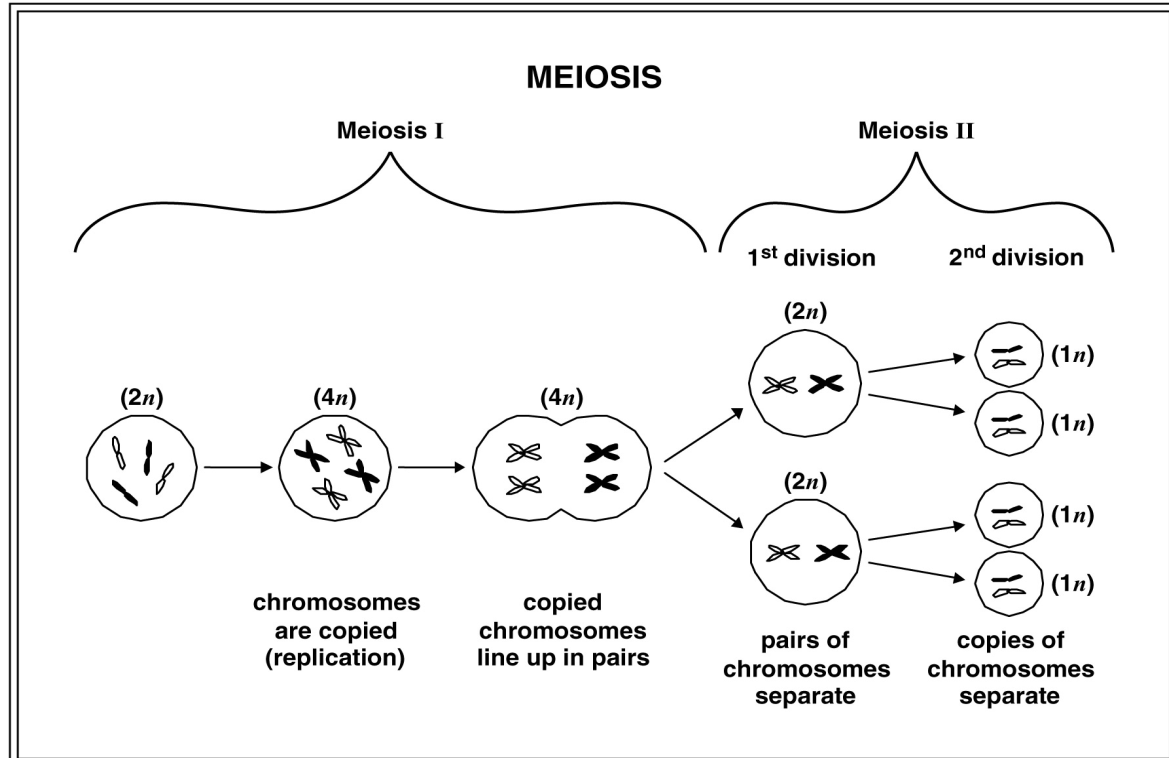 MEIOSIS
Meiosis I
Meiosis II
1st division
2nd division
(2n)
(4n)
(4n)
(2n)
(2n)
(1n)
(1n)
(1n)
(1n)
chromosomes
are copied
(replication)
copied
chromosomes
line up in pairs
pairs of
chromosomes
separate
copies of
chromosomes
separate